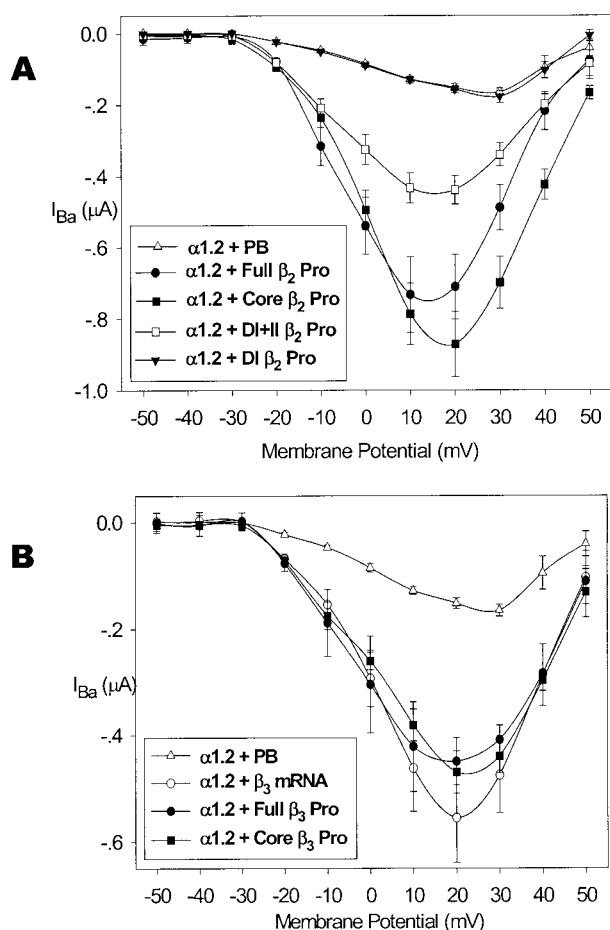 A
0.0
-.2
-.4
-.6
-.8
-1.0
I_Ba (μA)
α1.2 + PB
α1.2 + Full β₂ Pro
α1.2 + Core β₂ Pro
α1.2 + DI+II β₂ Pro
α1.2 + DI β₂ Pro
-50 -40 -30 -20 -10 0 10 20 30 40 50
Membrane Potential (mV)
B
0.0
-.2
-.4
-.6
I_Ba (μA)
α1.2 + PB
α1.2 + β₃ mRNA
α1.2 + Full β₃ Pro
α1.2 + Core β₃ Pro
-50 -40 -30 -20 -10 0 10 20 30 40 50
Membrane Potential (mV)